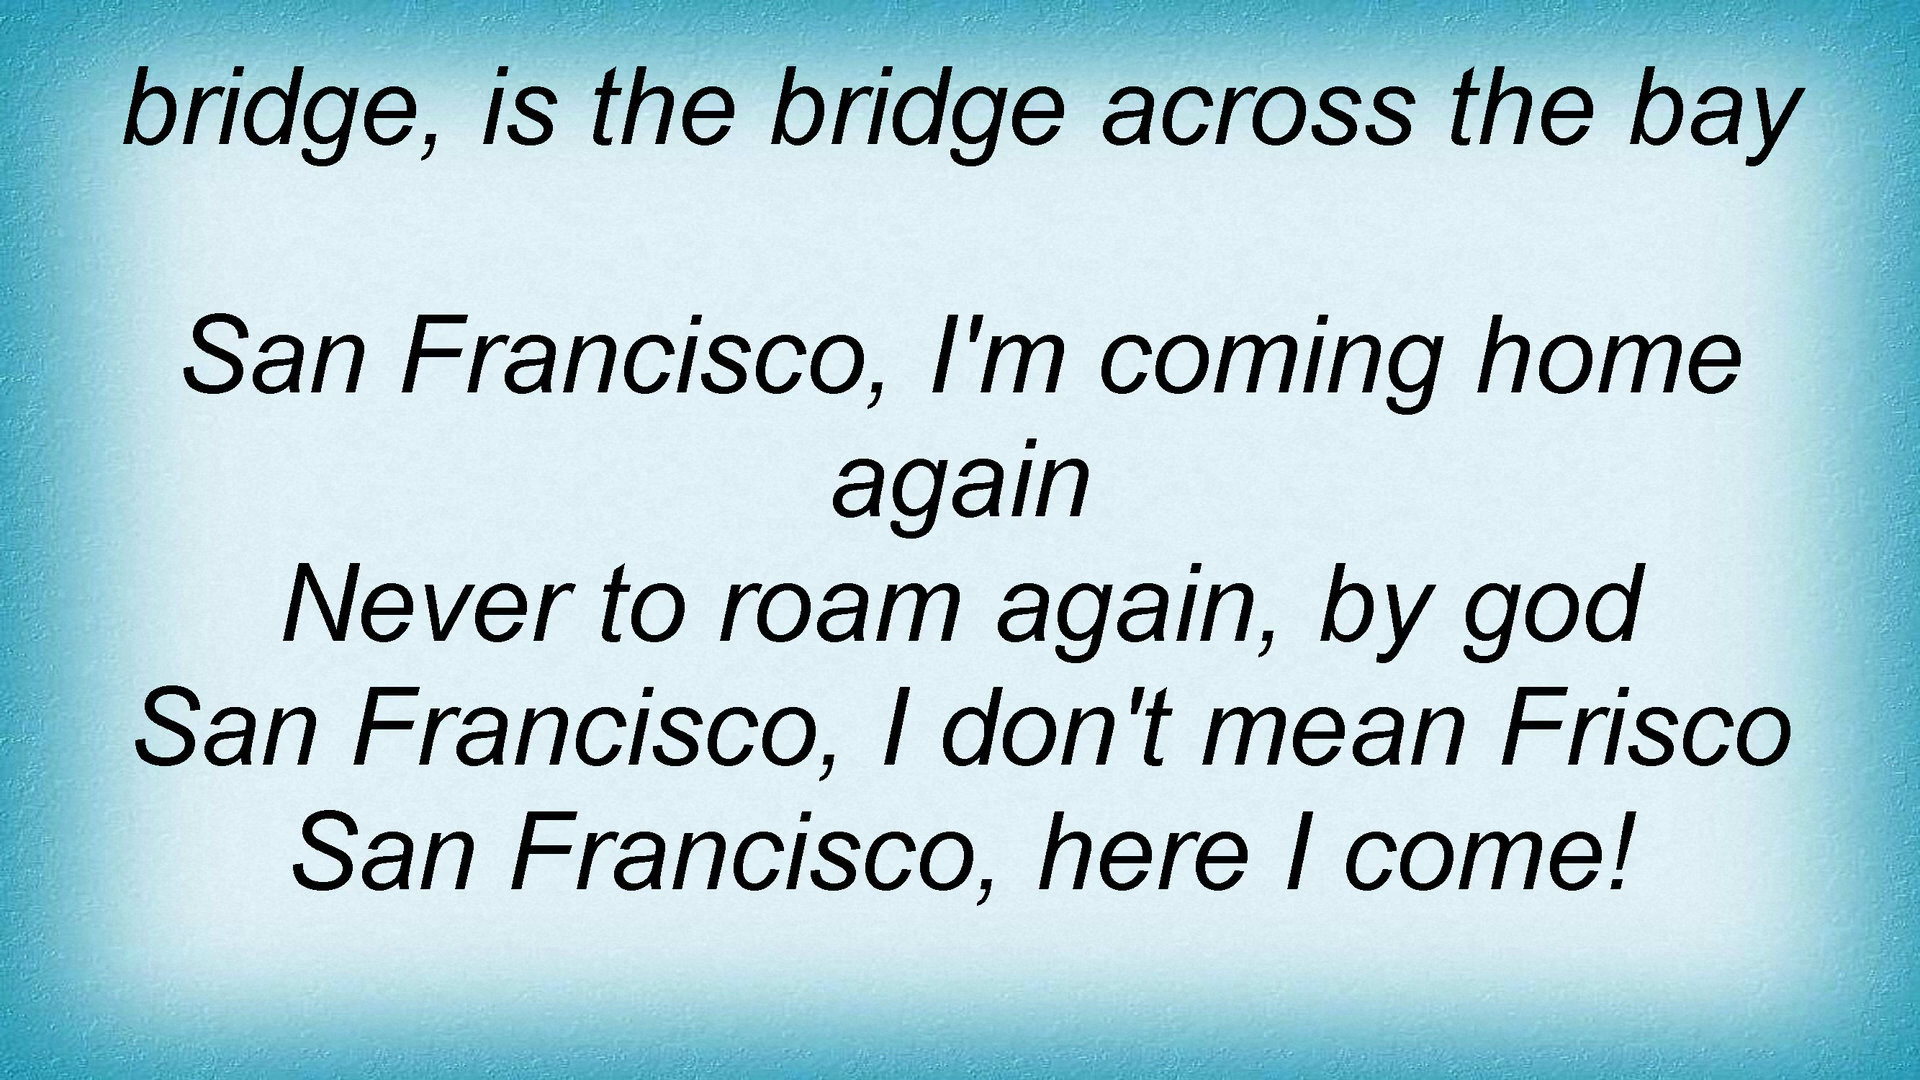 bridge, is the bridge across the bay
San Francisco, I'm coming home
again
Never to roam again, by god
San Francisco, I don't mean Frisco
San Francisco, here I come!